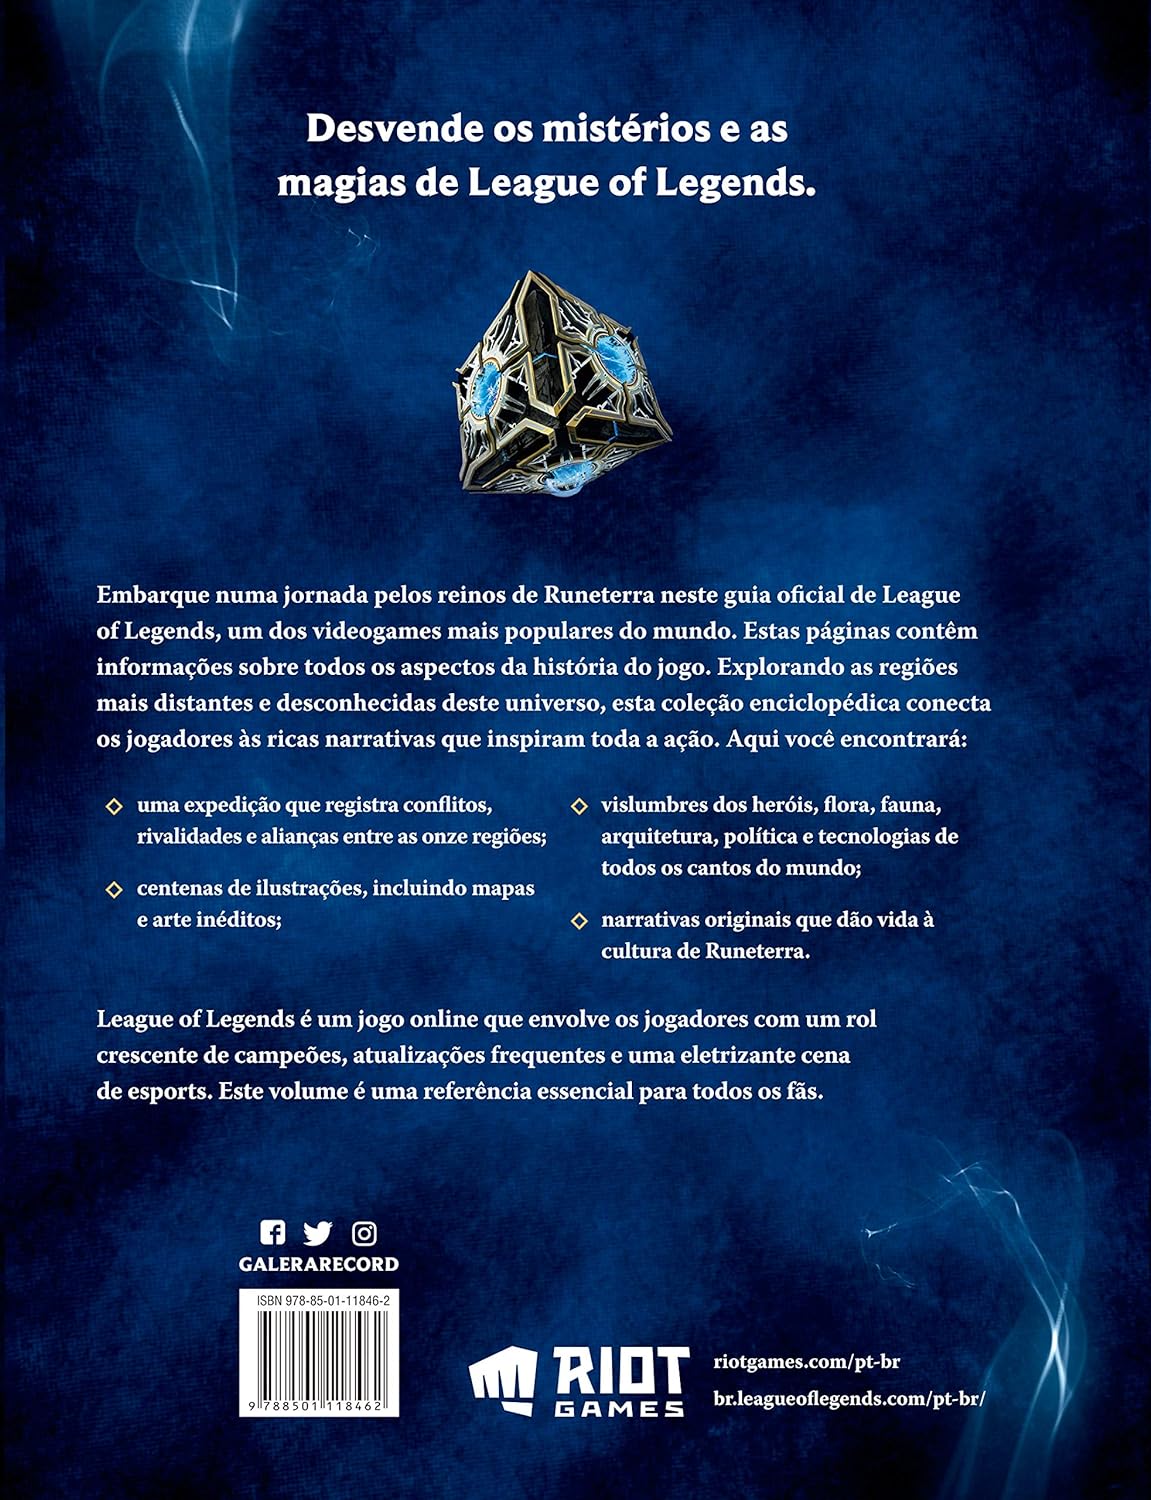 Desvende os mistérios e as
magias de League of Legends.
Embarque numa jornada pelos reinos de Runeterra neste guia oficial de League
of Legends, um dos videogames mais populares do mundo. Estas páginas contêm
informações sobre todos os aspectos da história do jogo. Explorando as regiões
mais distantes e desconhecidas deste universo, esta coleção enciclopédica conecta
os jogadores às ricas narrativas que inspiram toda a ação. Aqui você encontrará:
uma expedição que registra conflitos,
rivalidades e alianças entre as onze regiões;
centenas de ilustrações, incluindo mapas
e arte inéditos;
vislumbres dos heróis, flora, fauna,
arquitetura, política e tecnologias de
todos os cantos do mundo;
narrativas originais que dão vida à
cultura de Runeterra.
League of Legends é um jogo online que envolve os jogadores com um rol
crescente de campeões, atualizações frequentes e uma eletrizante cena
de esports. Este volume é uma referência essencial para todos os fãs.
GALERARECORD
ISBN 978-85-01-11846-2
9 788501 118462
RIOT
GAMES
riotgames.com/pt-br
br.leagueoflegends.com/pt-br/